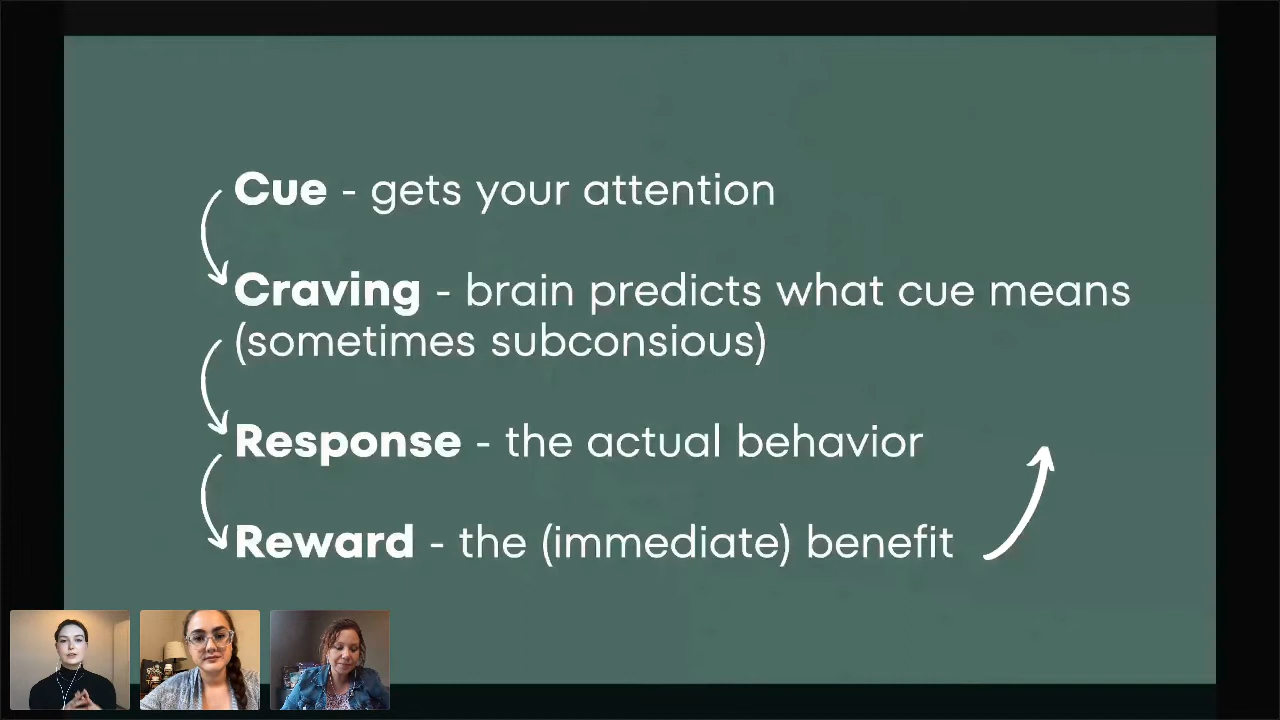 Cue - gets your attention
Craving - brain predicts what cue means
(sometimes subconsious)
Response - the actual behavior
Reward - the (immediate) benefit